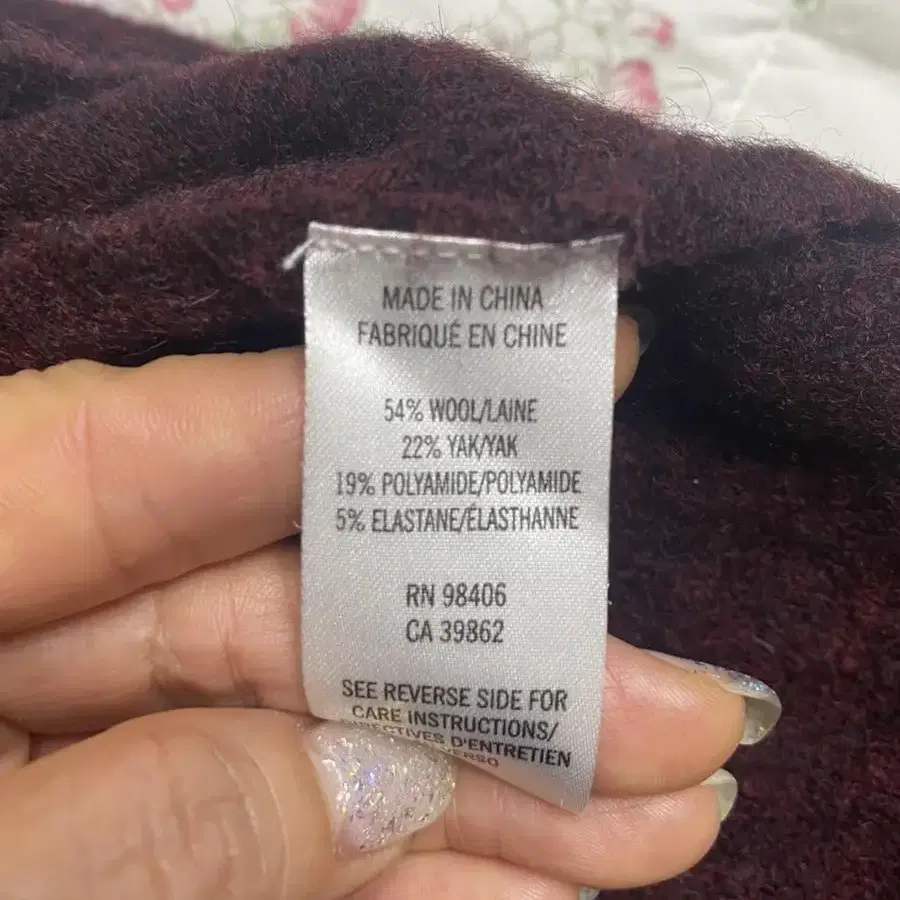 MADE IN CHINA
FABRIQUÉ EN CHINE
54% WOOL/LAINE
22% YAK/YAK
19% POLYAMIDE/POLYAMIDE
5% ELASTANE/ÉLASTHANNE
RN 98406
CA 39862
SEE REVERSE SIDE FOR
CARE INSTRUCTIONS/
DIRECTIVES D'ENTRETIEN